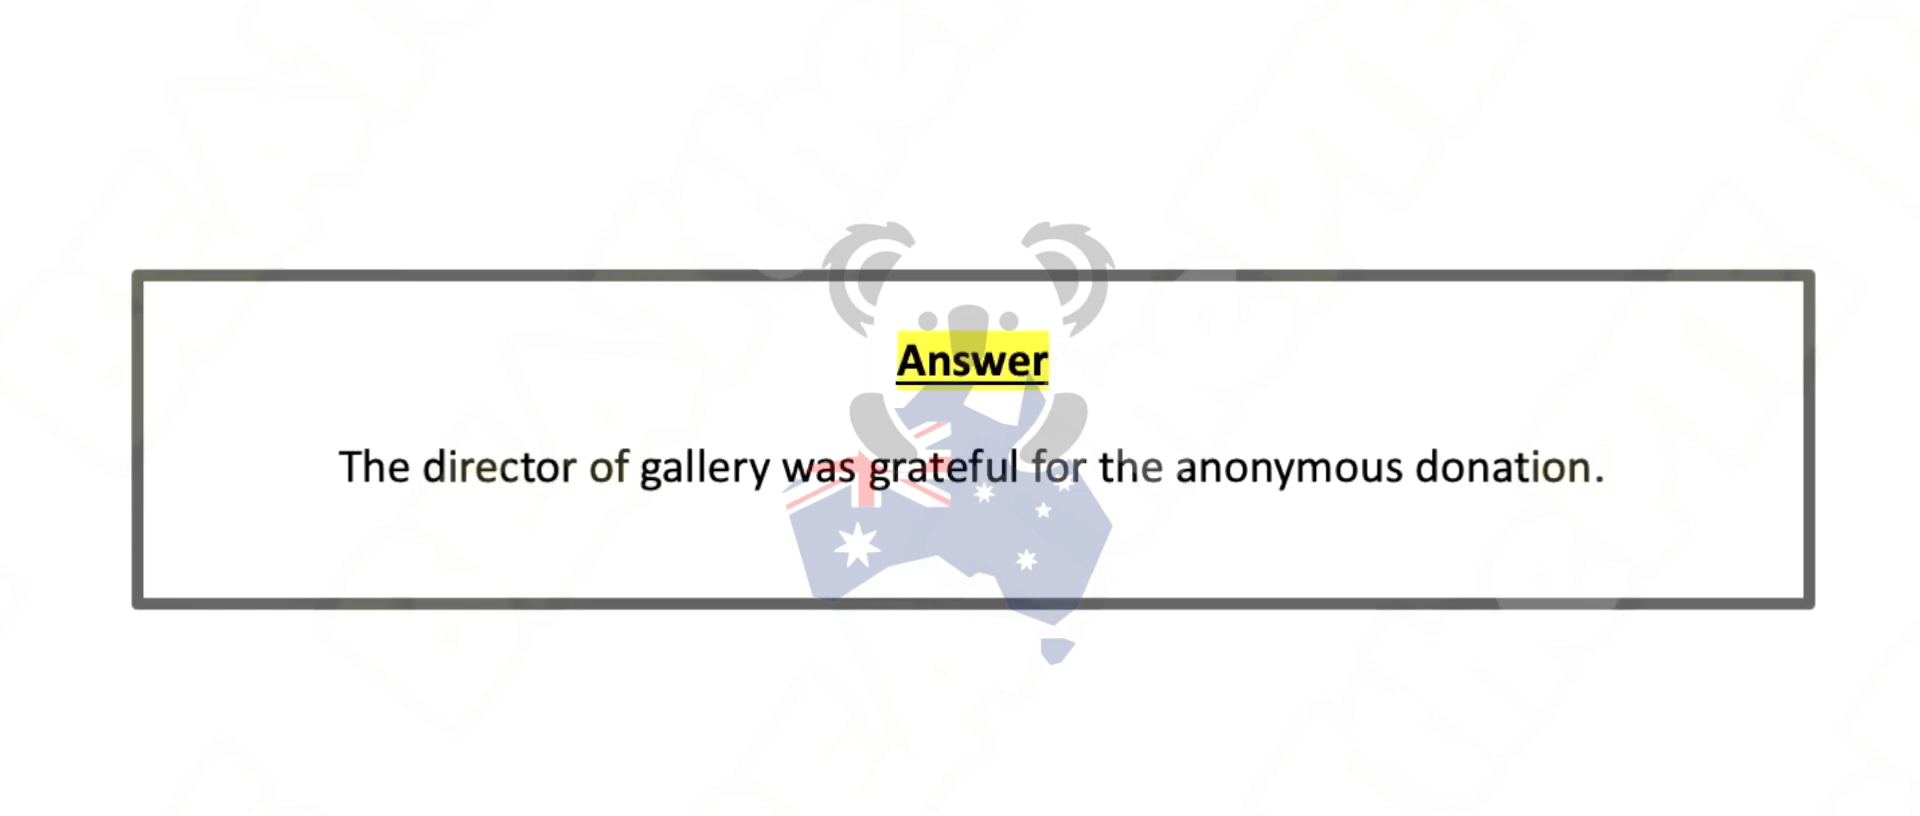 Answer
The director of gallery was grateful for the anonymous donation.